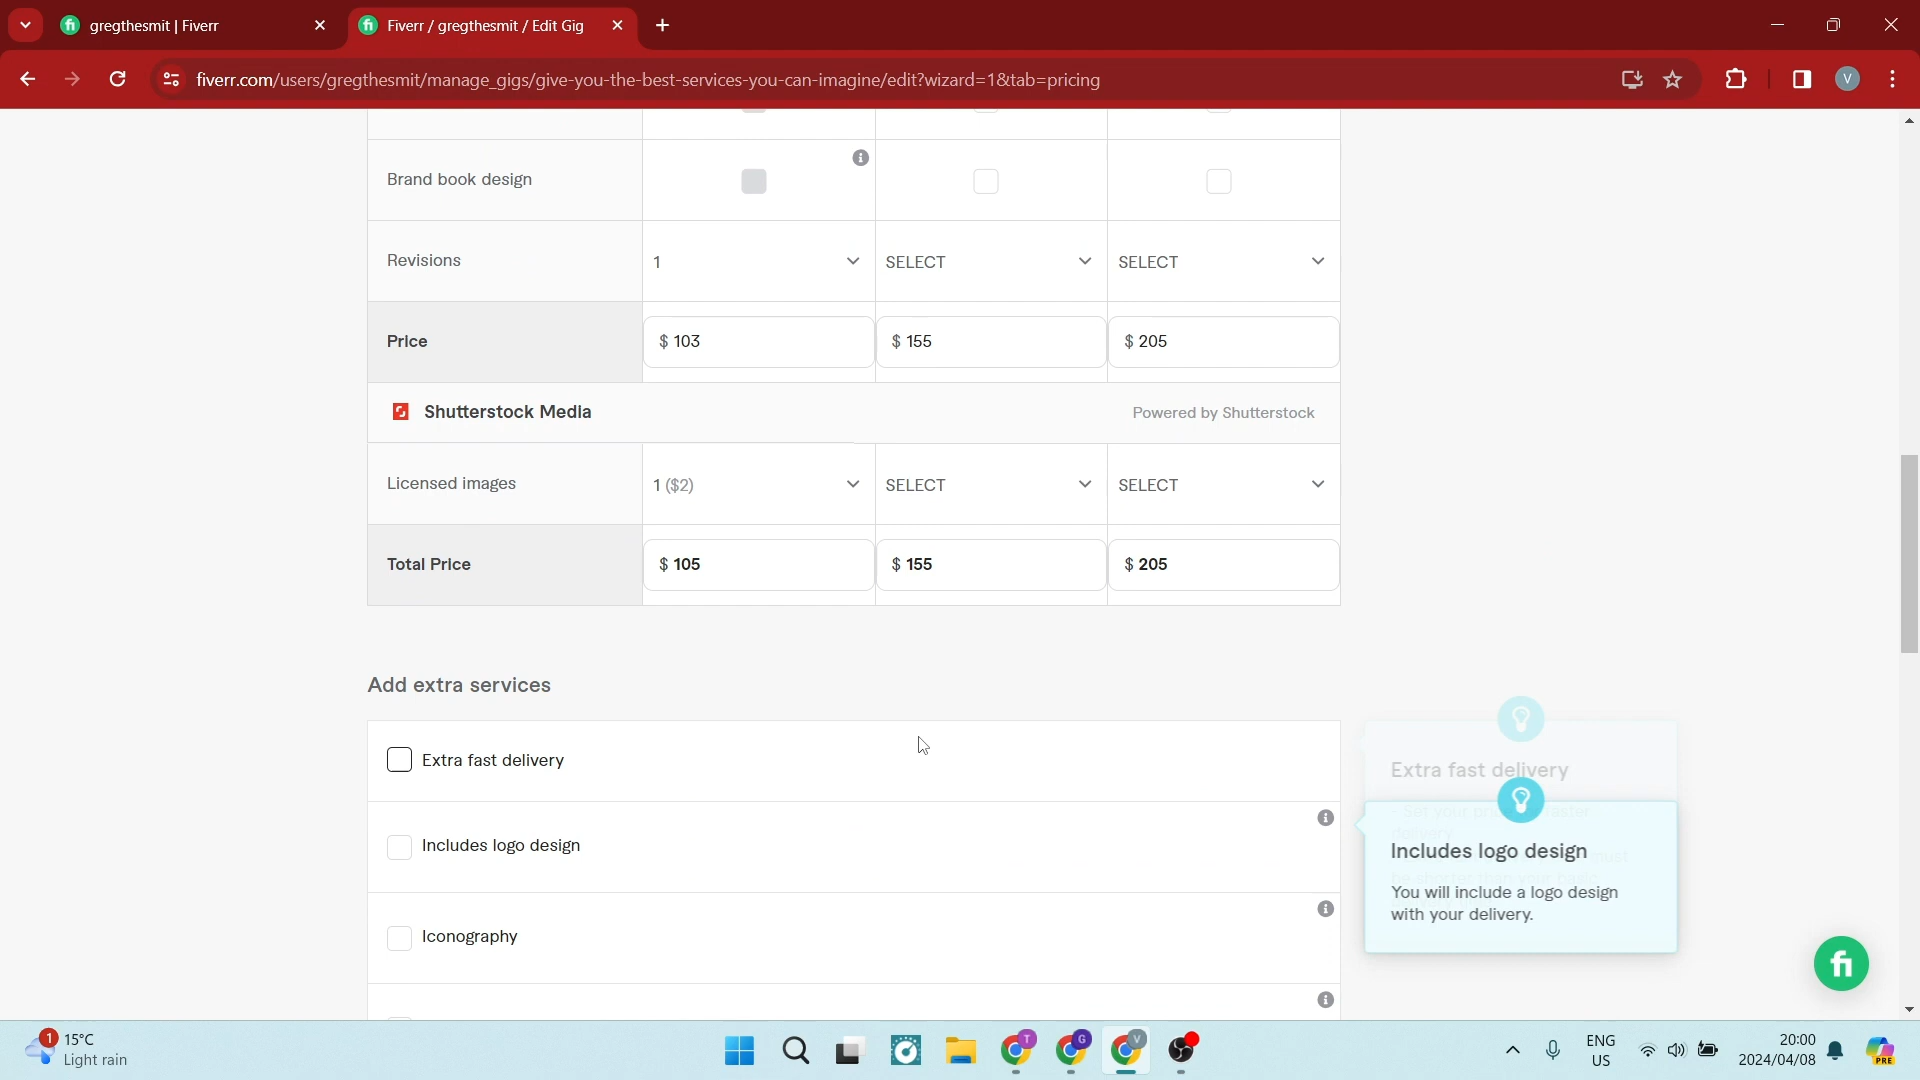 gregthesmit | Fiverr
Fiverr / gregthesmit / Edit Gig
fiverr.com/users/gregthesmit/manage_gigs/give-you-the-best-services-you-can-imagine/edit?wizard=1&tab=pricing
V
Brand book design
Revisions 1 SELECT SELECT
Price $ 103 $ 155 $ 205
Shutterstock Media Powered by Shutterstock
Licensed images 1 ($2) SELECT SELECT
Total Price $ 105 $ 155 $ 205
Add extra services
Extra fast delivery
Includes logo design
Iconography
Extra fast delivery
Includes logo design
You will include a logo design
with your delivery.
fi
1
15°C
Light rain
T
G
V
ENG
US
20:00
2024/04/08
PRE